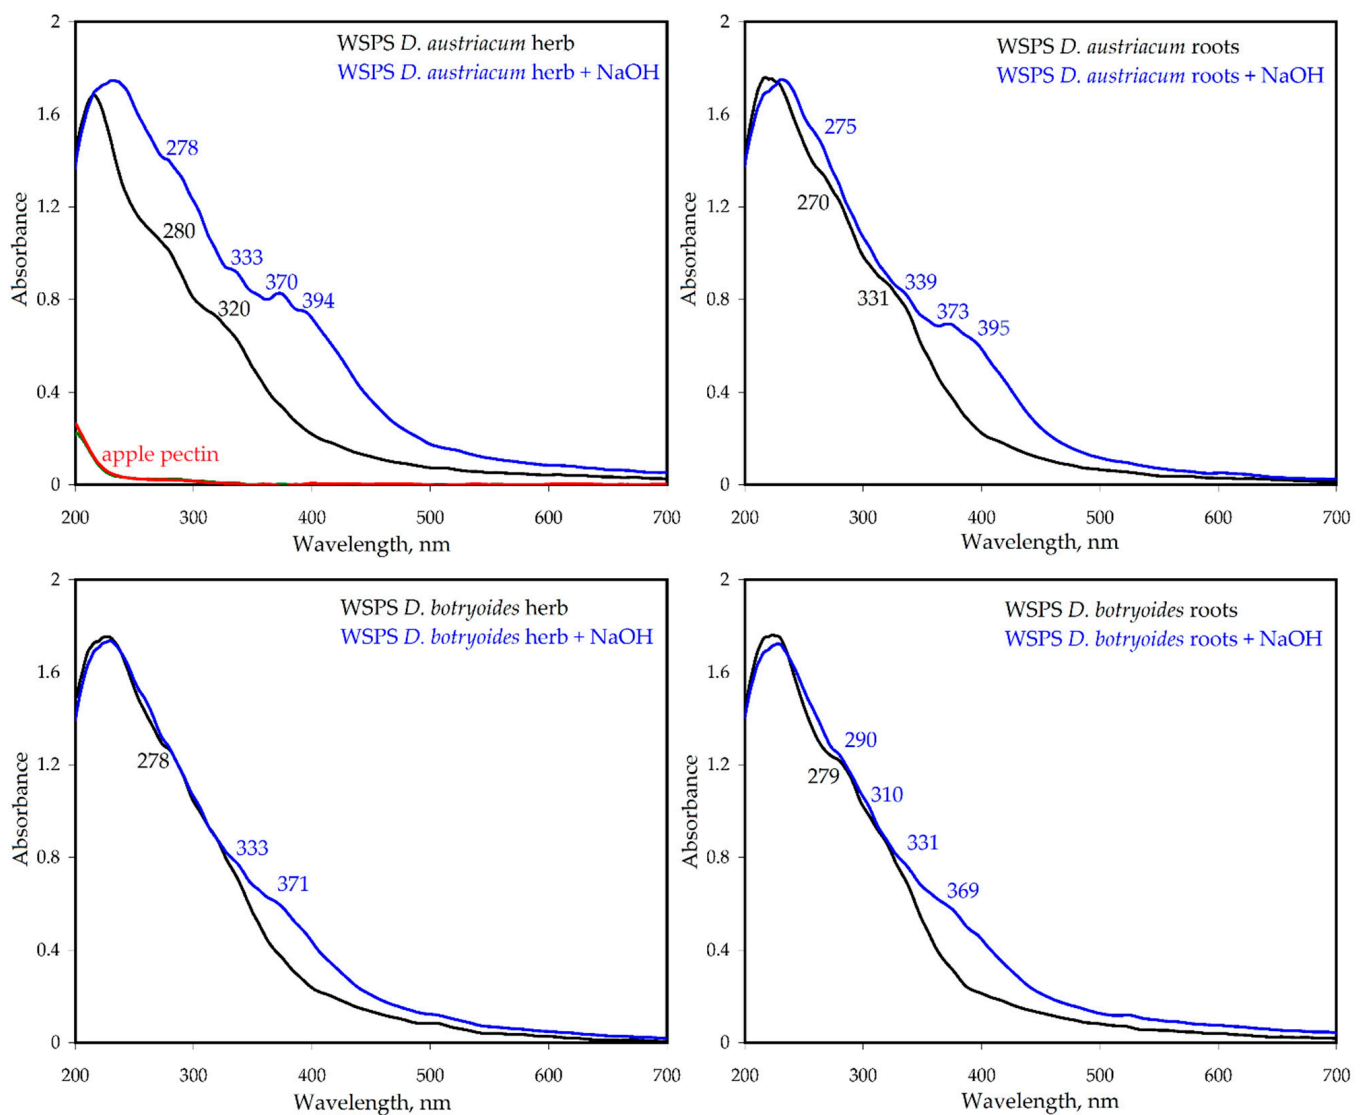 WSPS D. austriacum herb
WSPS D. austriacum herb + NaOH
2
1.6
1.2
0.8
0.4
0
Absorbance
278
280
333
370
394
320
apple pectin
200 300 400 500 600 700
Wavelength, nm
WSPS D. austriacum roots
WSPS D. austriacum roots + NaOH
2
1.6
1.2
0.8
0.4
0
Absorbance
275
270
339
331
373
395
200 300 400 500 600 700
Wavelength, nm
WSPS D. botryoides herb
WSPS D. botryoides herb + NaOH
2
1.6
1.2
0.8
0.4
0
Absorbance
278
333
371
200 300 400 500 600 700
Wavelength, nm
WSPS D. botryoides roots
WSPS D. botryoides roots + NaOH
2
1.6
1.2
0.8
0.4
0
Absorbance
290
279
310
331
369
200 300 400 500 600 700
Wavelength, nm